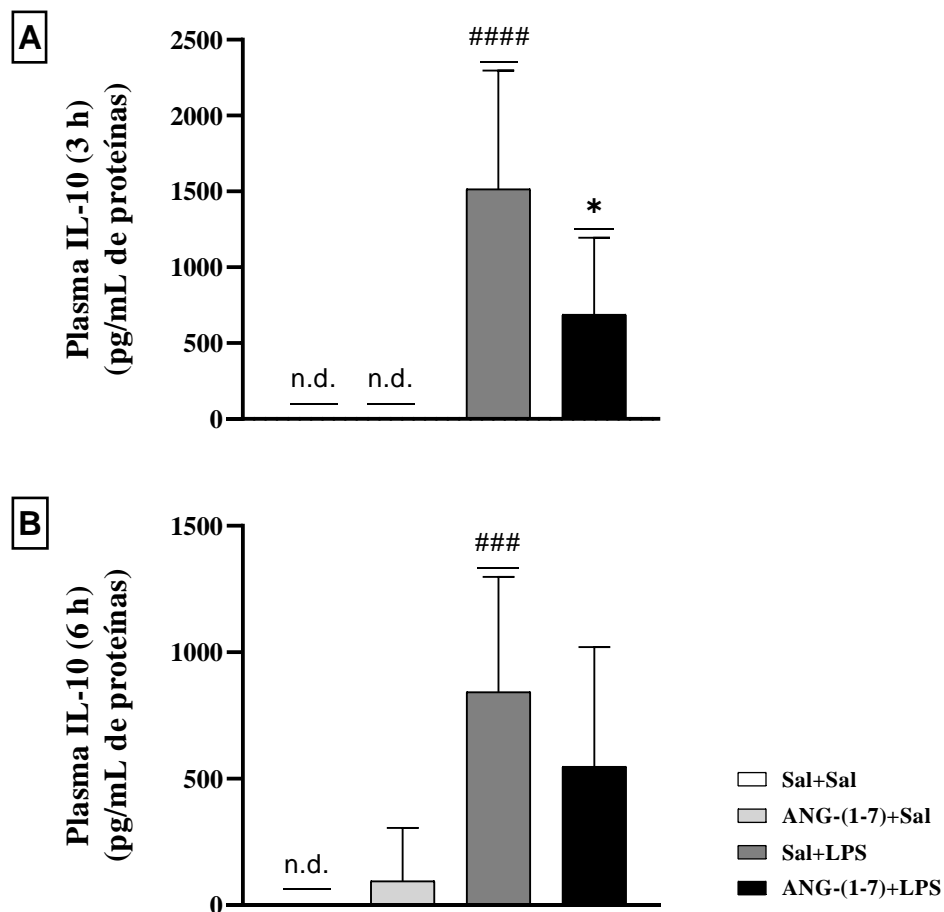 A
Plasma IL-10 (3 h)
(pg/mL de proteínas)
2500
2000
1500
1000
500
0
n.d.
n.d.
####
*
B
Plasma IL-10 (6 h)
(pg/mL de proteínas)
1500
1000
500
0
n.d.
###
Sal+Sal
ANG-(1-7)+Sal
Sal+LPS
ANG-(1-7)+LPS